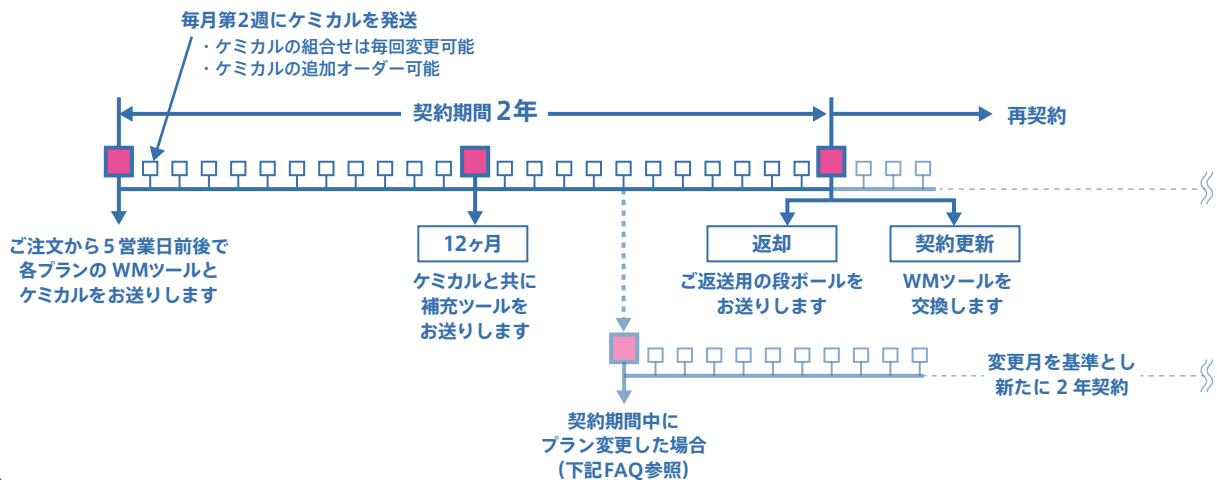 毎月第2週にケミカルを発送
・ケミカルの組合せは毎回変更可能
・ケミカルの追加オーダー可能
契約期間 2年
再契約
ご注文から5営業日前後で
各プランの WMツールと
ケミカルをお送りします
12ヶ月
ケミカルと共に
補充ツールを
お送りします
返却
ご返送用の段ボールを
お送りします
契約更新
WMツールを
交換します
変更月を基準とし
新たに 2 年契約
契約期間中に
プラン変更した場合
(下記FAQ参照)